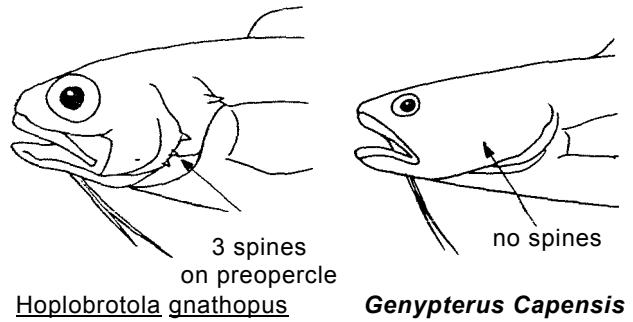 3 spines
on preopercle
no spines
Hoplobrotola gnathopus
Genypterus Capensis